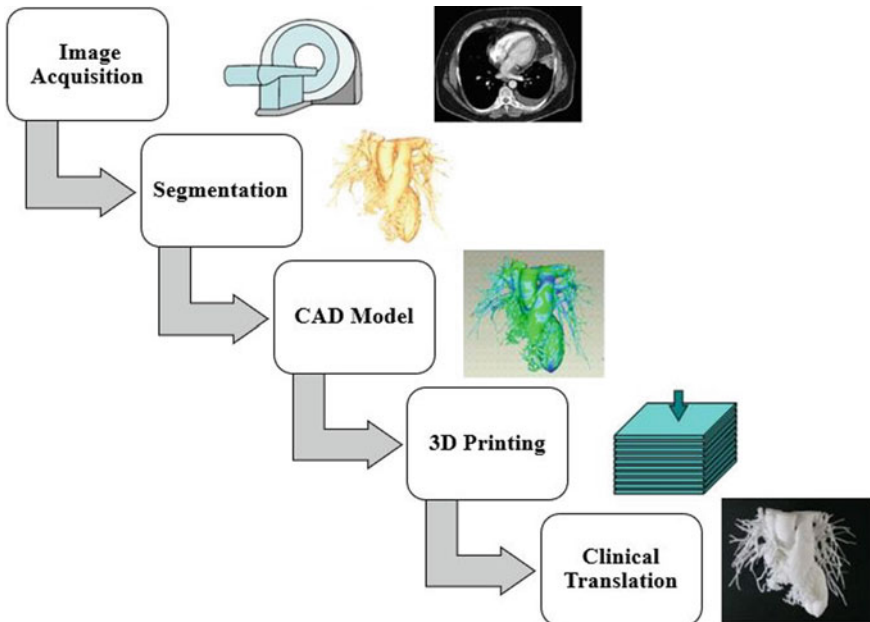 Image
Acquisition
Segmentation
CAD Model
3D Printing
Clinical
Translation